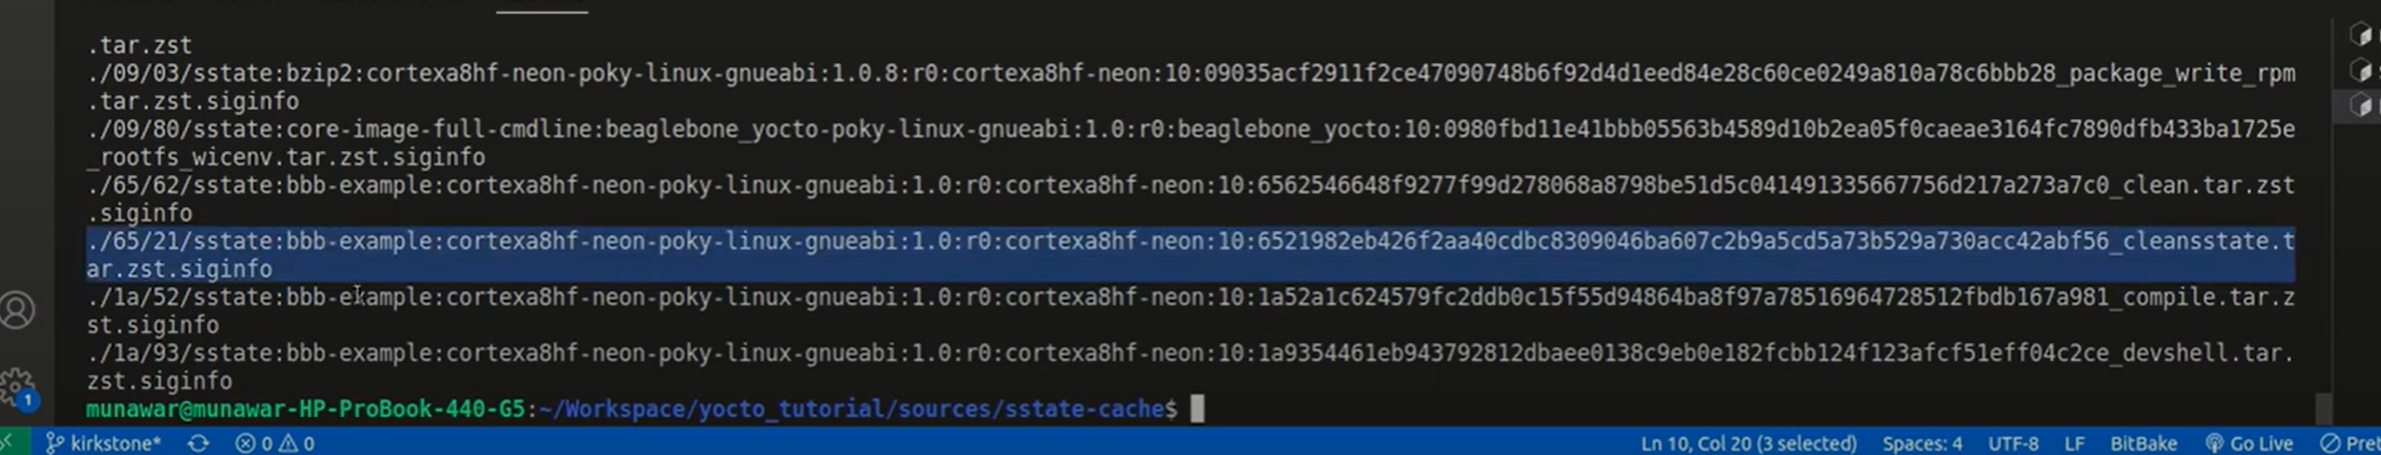 .tar.zst
./09/03/sstate:bzip2:cortexa8hf-neon-poky-linux-gnueabi:1.0.8:r0:cortexa8hf-neon:10:09035acf2911f2ce47090748b6f92d4d1eed84e28c60ce0249a810a78c6bbb28_package_write_rpm
.tar.zst.siginfo
./09/80/sstate:core-image-full-cmdline:beaglebone_yocto-poky-linux-gnueabi:1.0:r0:beaglebone_yocto:10:0980fbd11e41bbb05563b4589d10b2ea05f0caeae3164fc7890dfb433ba1725e
_rootfs_wicenv.tar.zst.siginfo
./65/62/sstate:bbb-example:cortexa8hf-neon-poky-linux-gnueabi:1.0:r0:cortexa8hf-neon:10:6562546648f9277f99d278068a8798be51d5c041491335667756d217a273a7c0_clean.tar.zst
.siginfo
./65/21/sstate:bbb-example:cortexa8hf-neon-poky-linux-gnueabi:1.0:r0:cortexa8hf-neon:10:6521982eb426f2aa40cdbc8309046ba607c2b9a5cd5a73b529a730acc42abf56_cleansstate.t
ar.zst.siginfo
./1a/52/sstate:bbb-example:cortexa8hf-neon-poky-linux-gnueabi:1.0:r0:cortexa8hf-neon:10:1a52a1c624579fc2ddb0c15f55d94864ba8f97a78516964728512fbdb167a981_compile.tar.z
st.siginfo
./1a/93/sstate:bbb-example:cortexa8hf-neon-poky-linux-gnueabi:1.0:r0:cortexa8hf-neon:10:1a9354461eb943792812dbaee0138c9eb0e182fcbb124f123afcf51eff04c2ce_devshell.tar.
zst.siginfo
munawar@munawar-HP-ProBook-440-G5:~/Workspace/yocto_tutorial/sources/sstate-cache$
1
kirkstone* 0 0 Ln 10, Col 20 (3 selected) Spaces: 4 UTF-8 LF BitBake Go Live